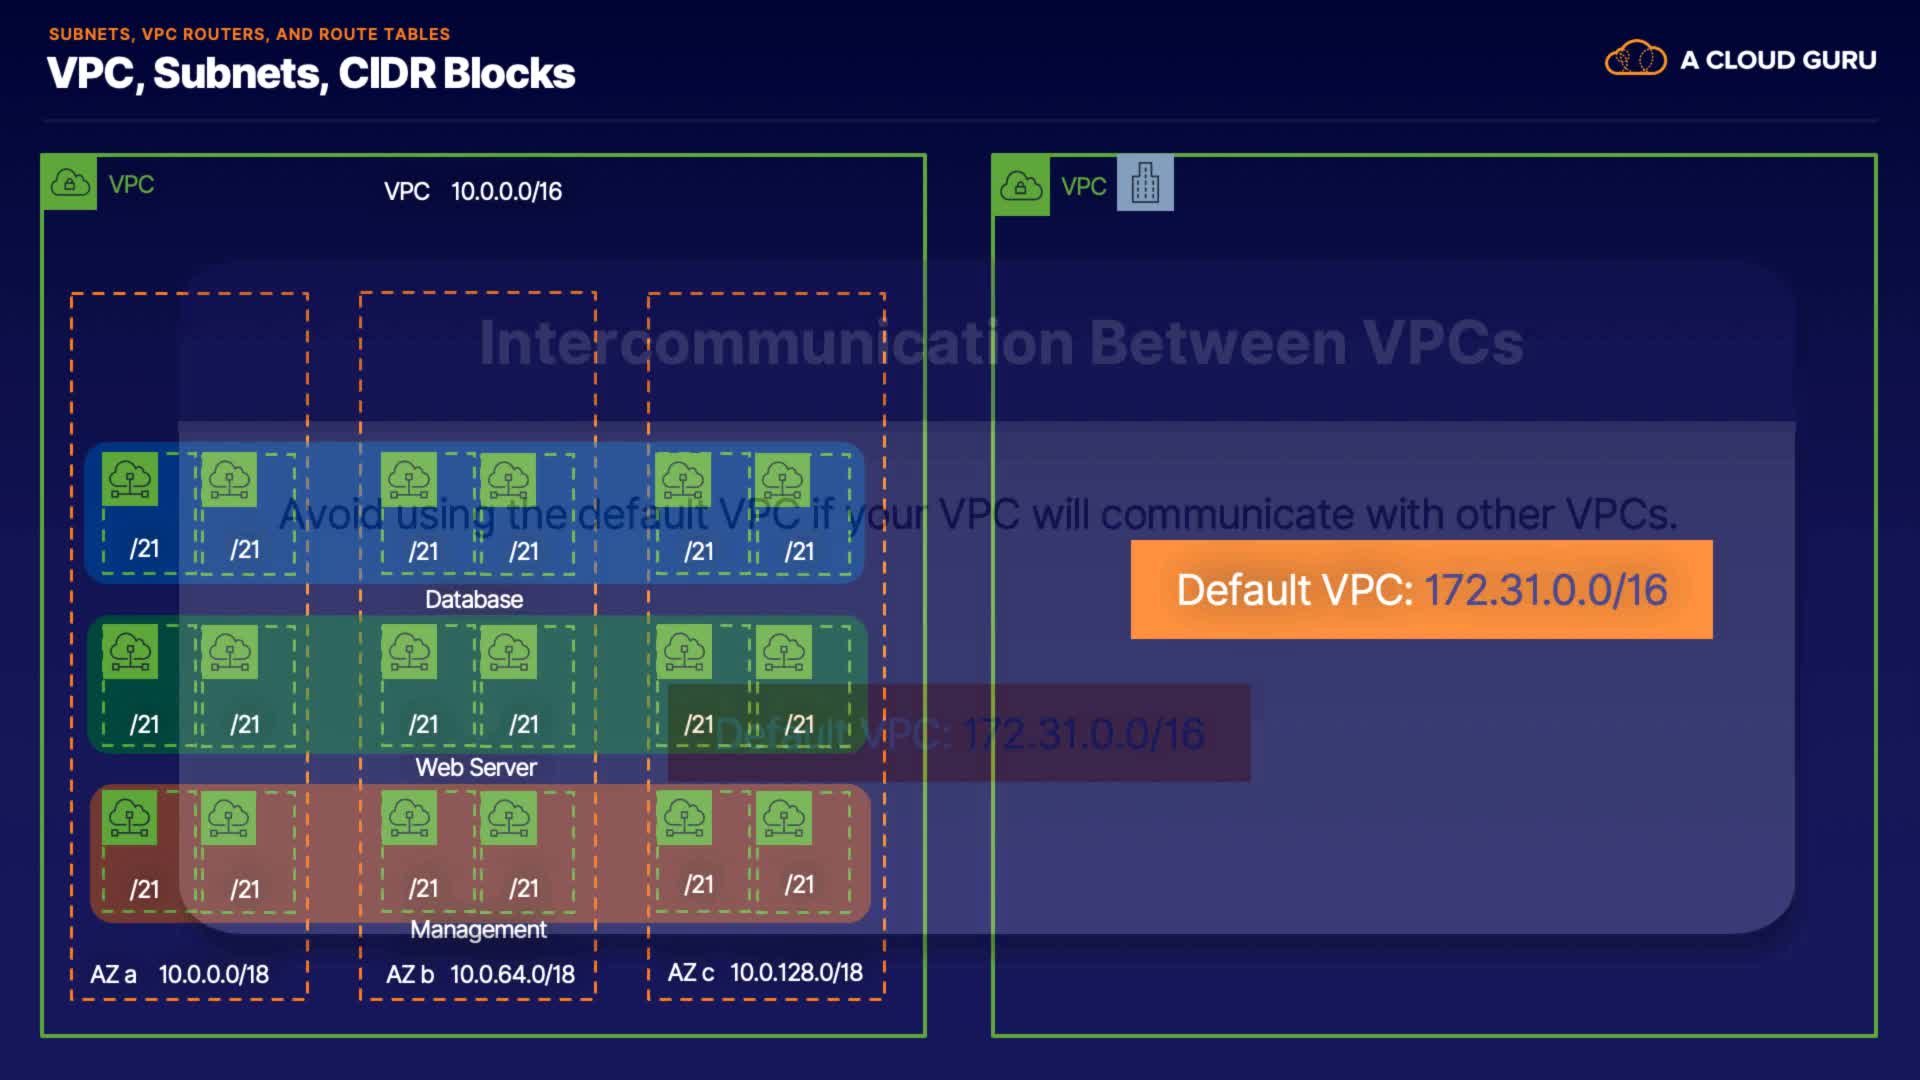 SUBNETS, VPC ROUTERS, AND ROUTE TABLES
VPC, Subnets, CIDR Blocks
A CLOUD GURU
VPC
VPC 10.0.0.0/16
VPC
Intercommunication Between VPCs
Avoid using the default VPC if your VPC will communicate with other VPCs.
/21 /21 /21 /21 /21 /21
Database
Default VPC: 172.31.0.0/16
/21 /21 /21 /21 /21 /21
Default VPC: 172.31.0.0/16
Web Server
/21 /21 /21 /21 /21 /21
Management
AZ a 10.0.0.0/18
AZ b 10.0.64.0/18
AZ c 10.0.128.0/18